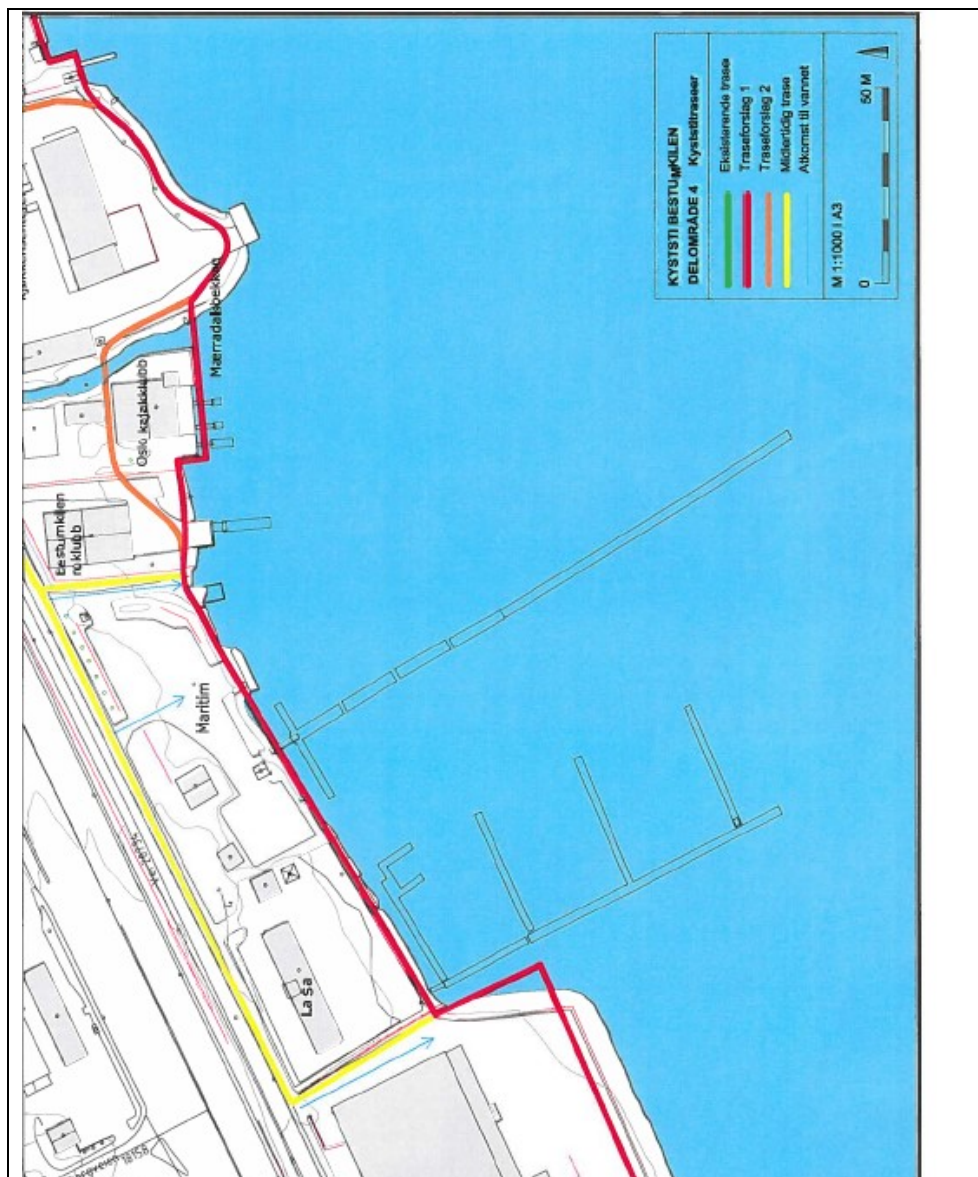 KYSTSTI BESTUMKILEN
DELOMRÅDE 4 Kyststitraseer
Eksisterende trase
Traseforslag 1
Traseforslag 2
Midlertidig trase
Atkomst til vannet
M 1:1000 I A3
0 50 M
Mærradalsbekken
Oslo kajakklubb
Bestumkilen
roklubb
Maritim
La Sa
18158